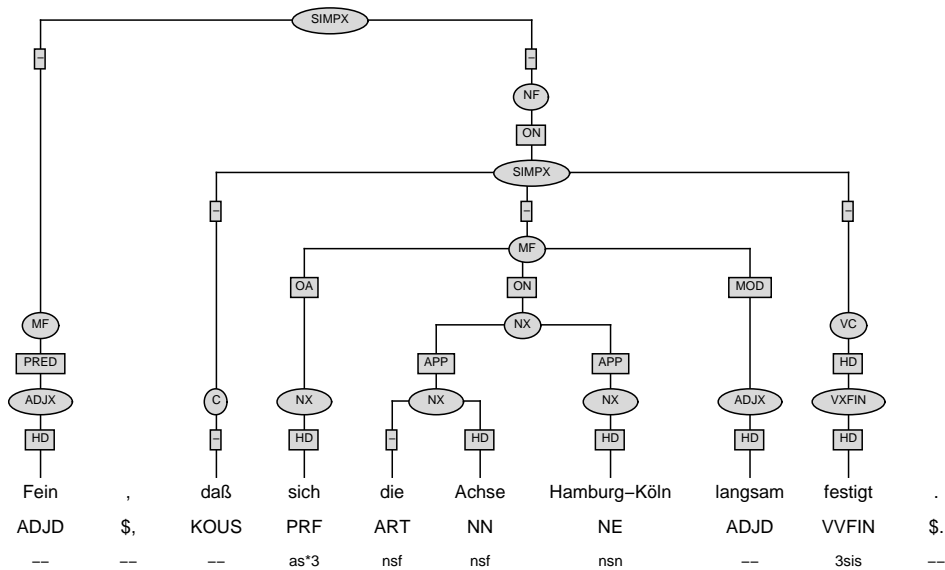 SIMPX
– –
NF
ON
SIMPX
– – –
MF
OA ON MOD
MF NX VC
PRED APP APP HD
ADJX C NX NX NX ADJX VXFIN
HD – HD – HD HD HD HD
Fein , daß sich die Achse Hamburg–Köln langsam festigt .
ADJD $, KOUS PRF ART NN NE ADJD VVFIN $.
–– –– –– as*3 nsf nsf nsn –– 3sis ––